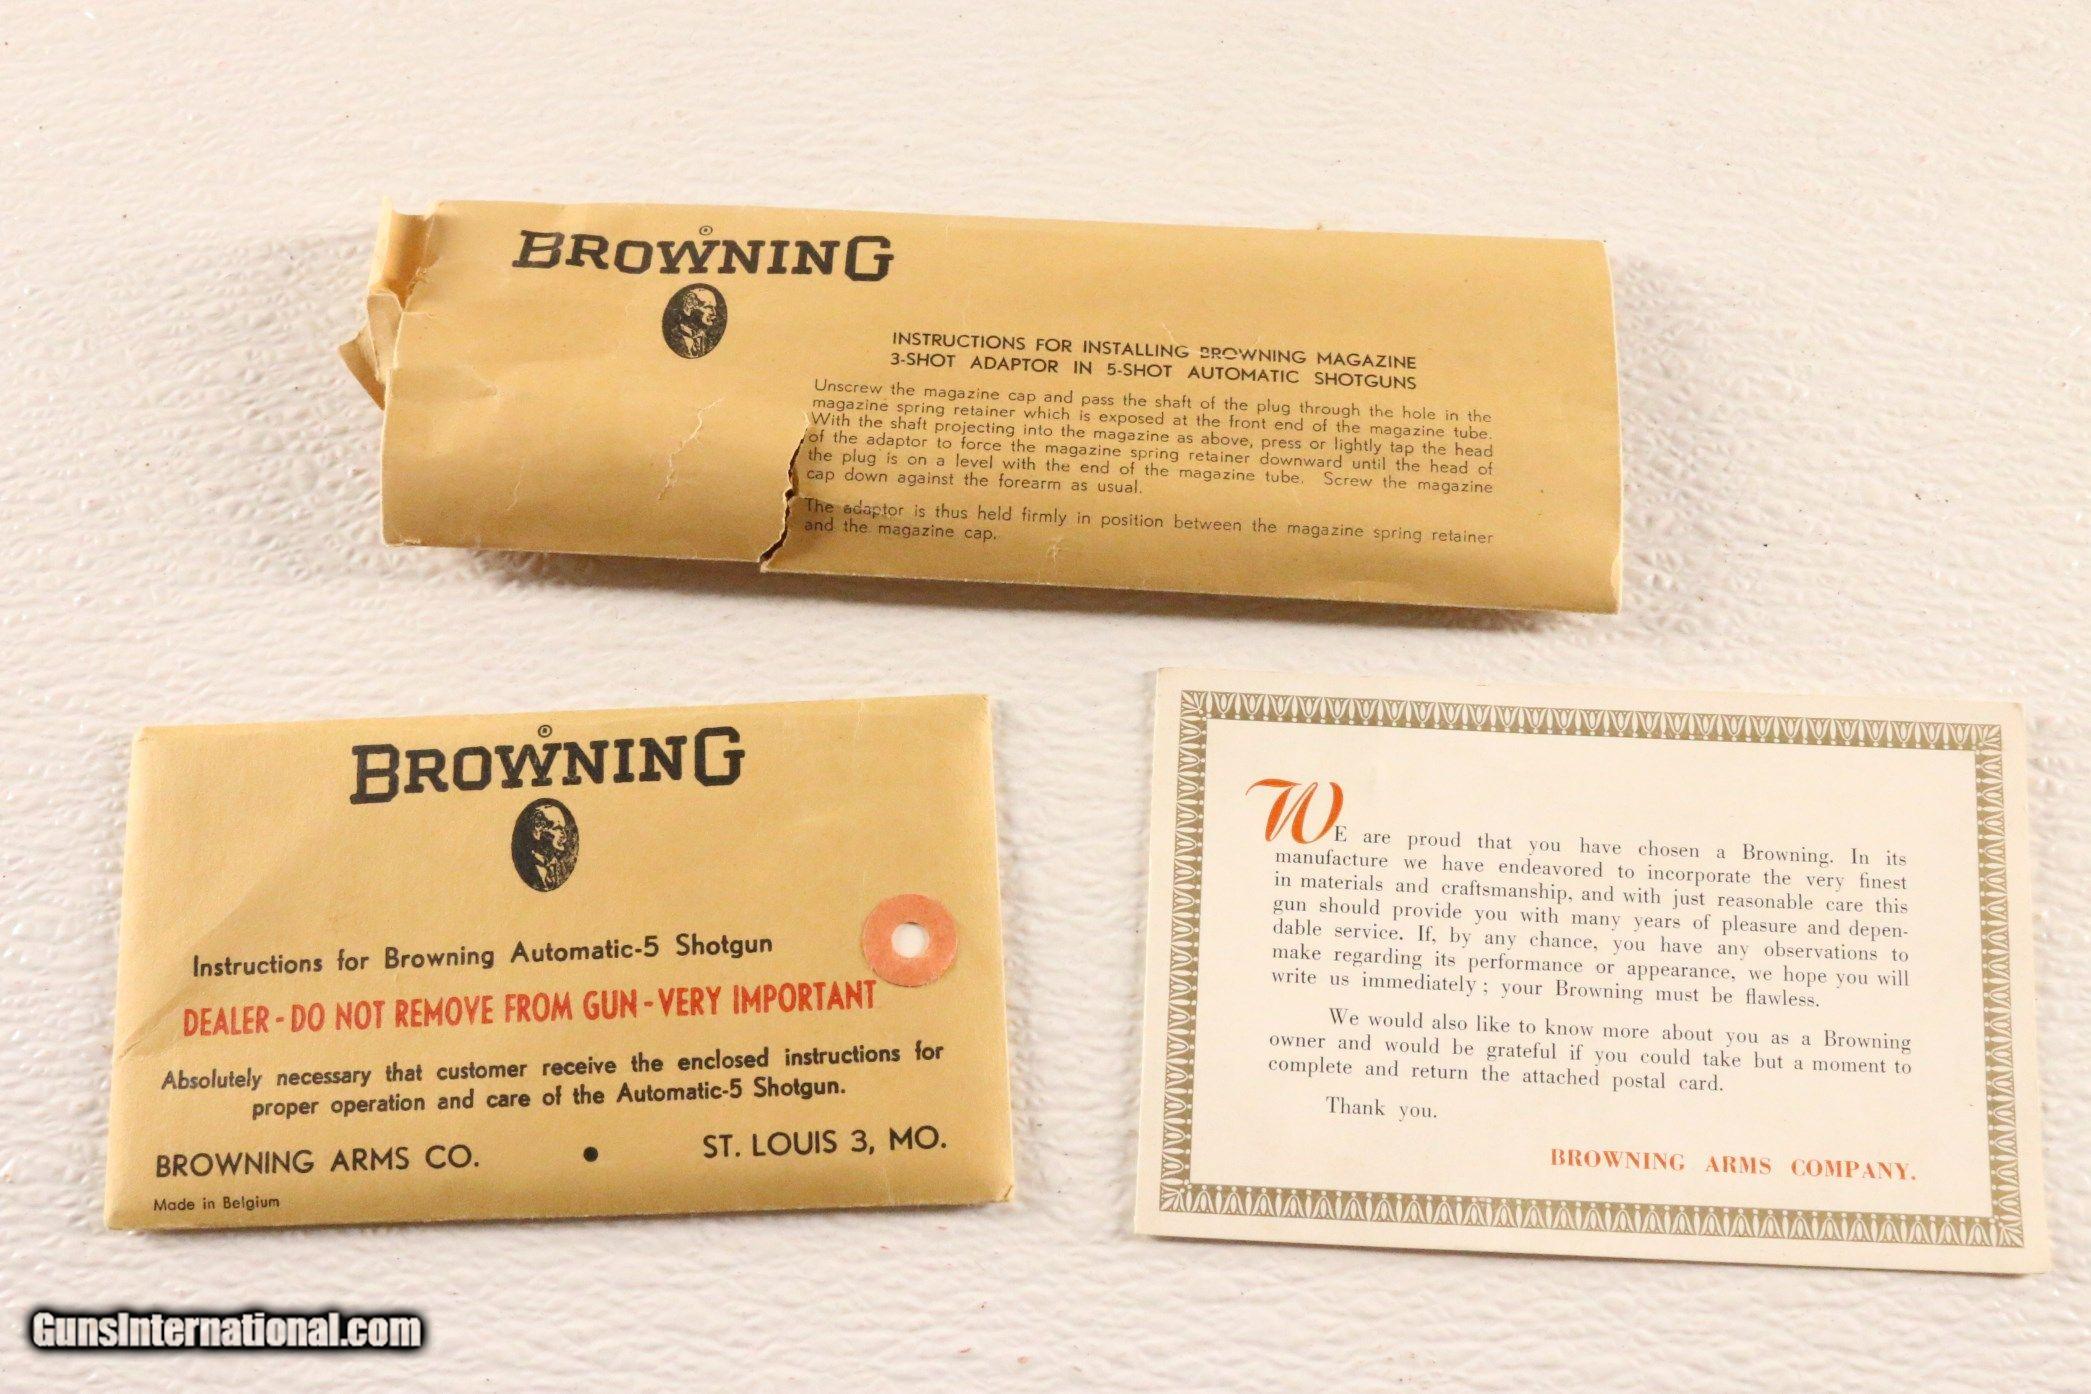 BROWNING
INSTRUCTIONS FOR INSTALLING BROWNING MAGAZINE
3-SHOT ADAPTOR IN 5-SHOT AUTOMATIC SHOTGUNS
Unscrew the magazine cap and pass the shaft of the plug through the hole in the
magazine spring retainer which is exposed at the front end of the magazine tube.
With the shaft projecting into the magazine as above, press or lightly tap the head
of the adaptor to force the magazine spring retainer downward until the head of
the plug is on a level with the end of the magazine tube. Screw the magazine
cap down against the forearm as usual.
The adaptor is thus held firmly in position between the magazine spring retainer
and the magazine cap.
BROWNING
Instructions for Browning Automatic-5 Shotgun
DEALER - DO NOT REMOVE FROM GUN - VERY IMPORTANT
Absolutely necessary that customer receive the enclosed instructions for
proper operation and care of the Automatic-5 Shotgun.
BROWNING ARMS CO. • ST. LOUIS 3, MO.
Made in Belgium
WE are proud that you have chosen a Browning. In its
manufacture we have endeavored to incorporate the very finest
in materials and craftsmanship, and with just reasonable care this
gun should provide you with many years of pleasure and depen-
dable service. If, by any chance, you have any observations to
make regarding its performance or appearance, we hope you will
write us immediately; your Browning must be flawless.
We would also like to know more about you as a Browning
owner and would be grateful if you could take but a moment to
complete and return the attached postal card.
Thank you.
BROWNING ARMS COMPANY.
GunsInternational.com